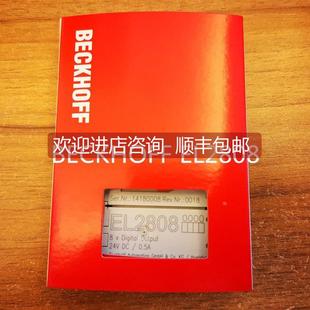 BECKHOFF
欢迎进店咨询 顺丰包邮
BECKHOFF EL2808
Ser.Nr.: 14180008 Rev Nr.: 0018
EL2808
8 x Digital Output
24V DC / 0.5A